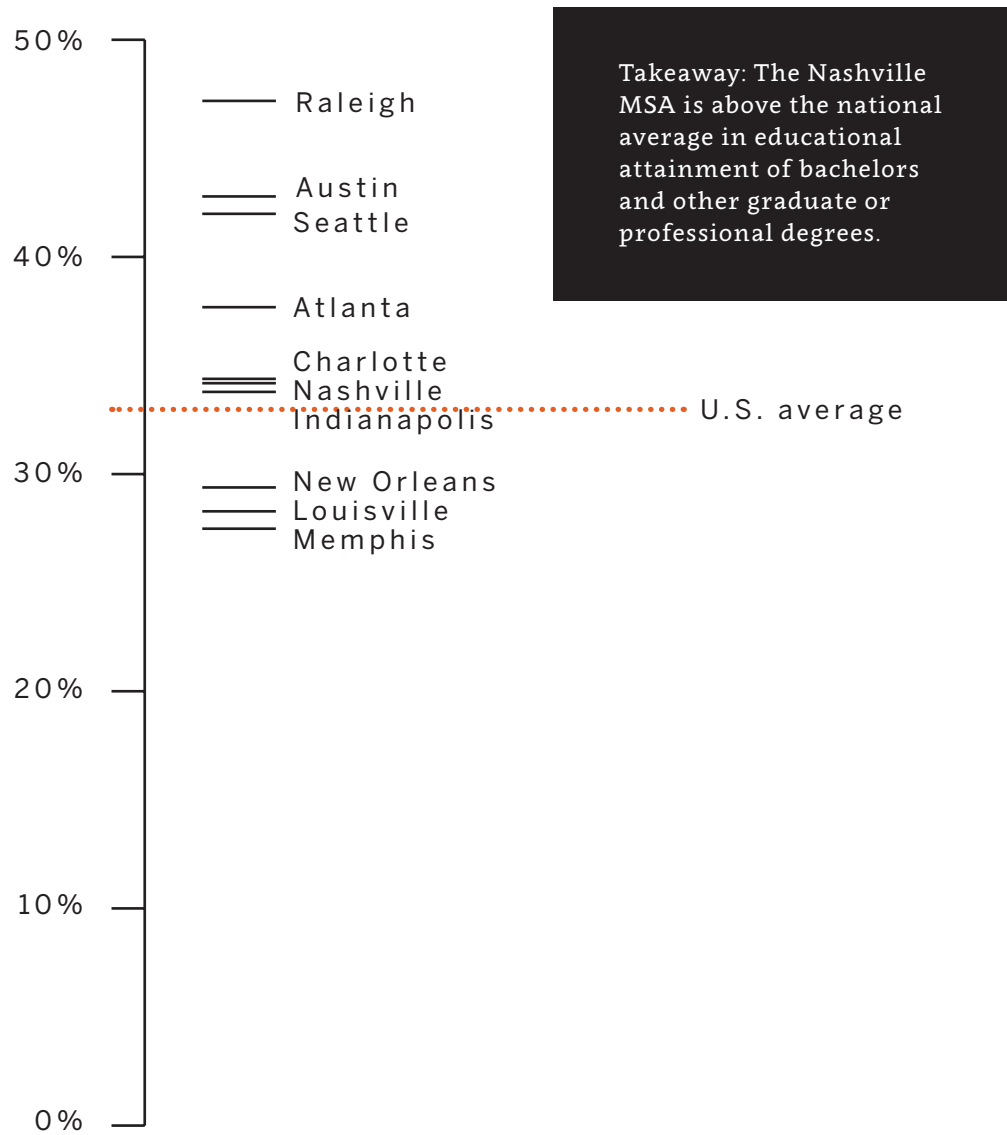 50%
Takeaway: The Nashville
MSA is above the national
average in educational
attainment of bachelors
and other graduate or
professional degrees.
Raleigh
Austin
Seattle
40%
Atlanta
Charlotte
Nashville
U.S. average
Indianapolis
30%
New Orleans
Louisville
Memphis
20%
10%
0%